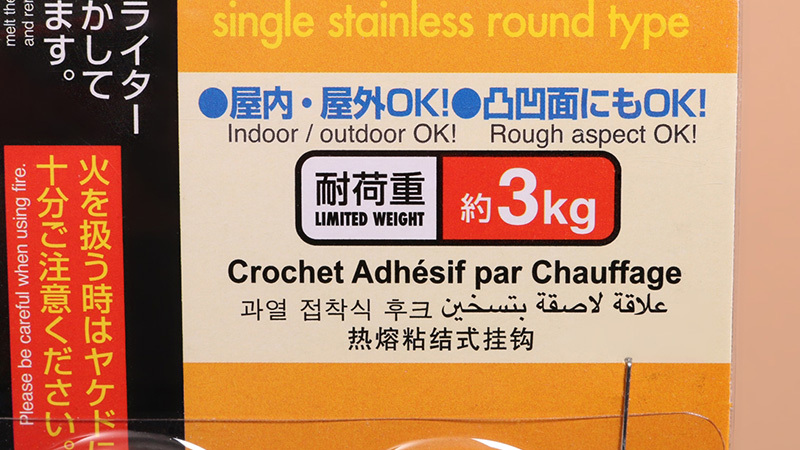 single stainless round type
●屋内・屋外OK!●凸凹面にもOK!
Indoor / outdoor OK! Rough aspect OK!
耐荷重
LIMITED WEIGHT
約3kg
Crochet Adhésif par Chauffage
과열 접착식 후크 علاقة لاصقة بتسخين
热熔粘结式挂钩
ライター
かして
ます。
melt the
and re
火を扱う時はヤケドに
十分ご注意ください。
Please be careful when using fire.